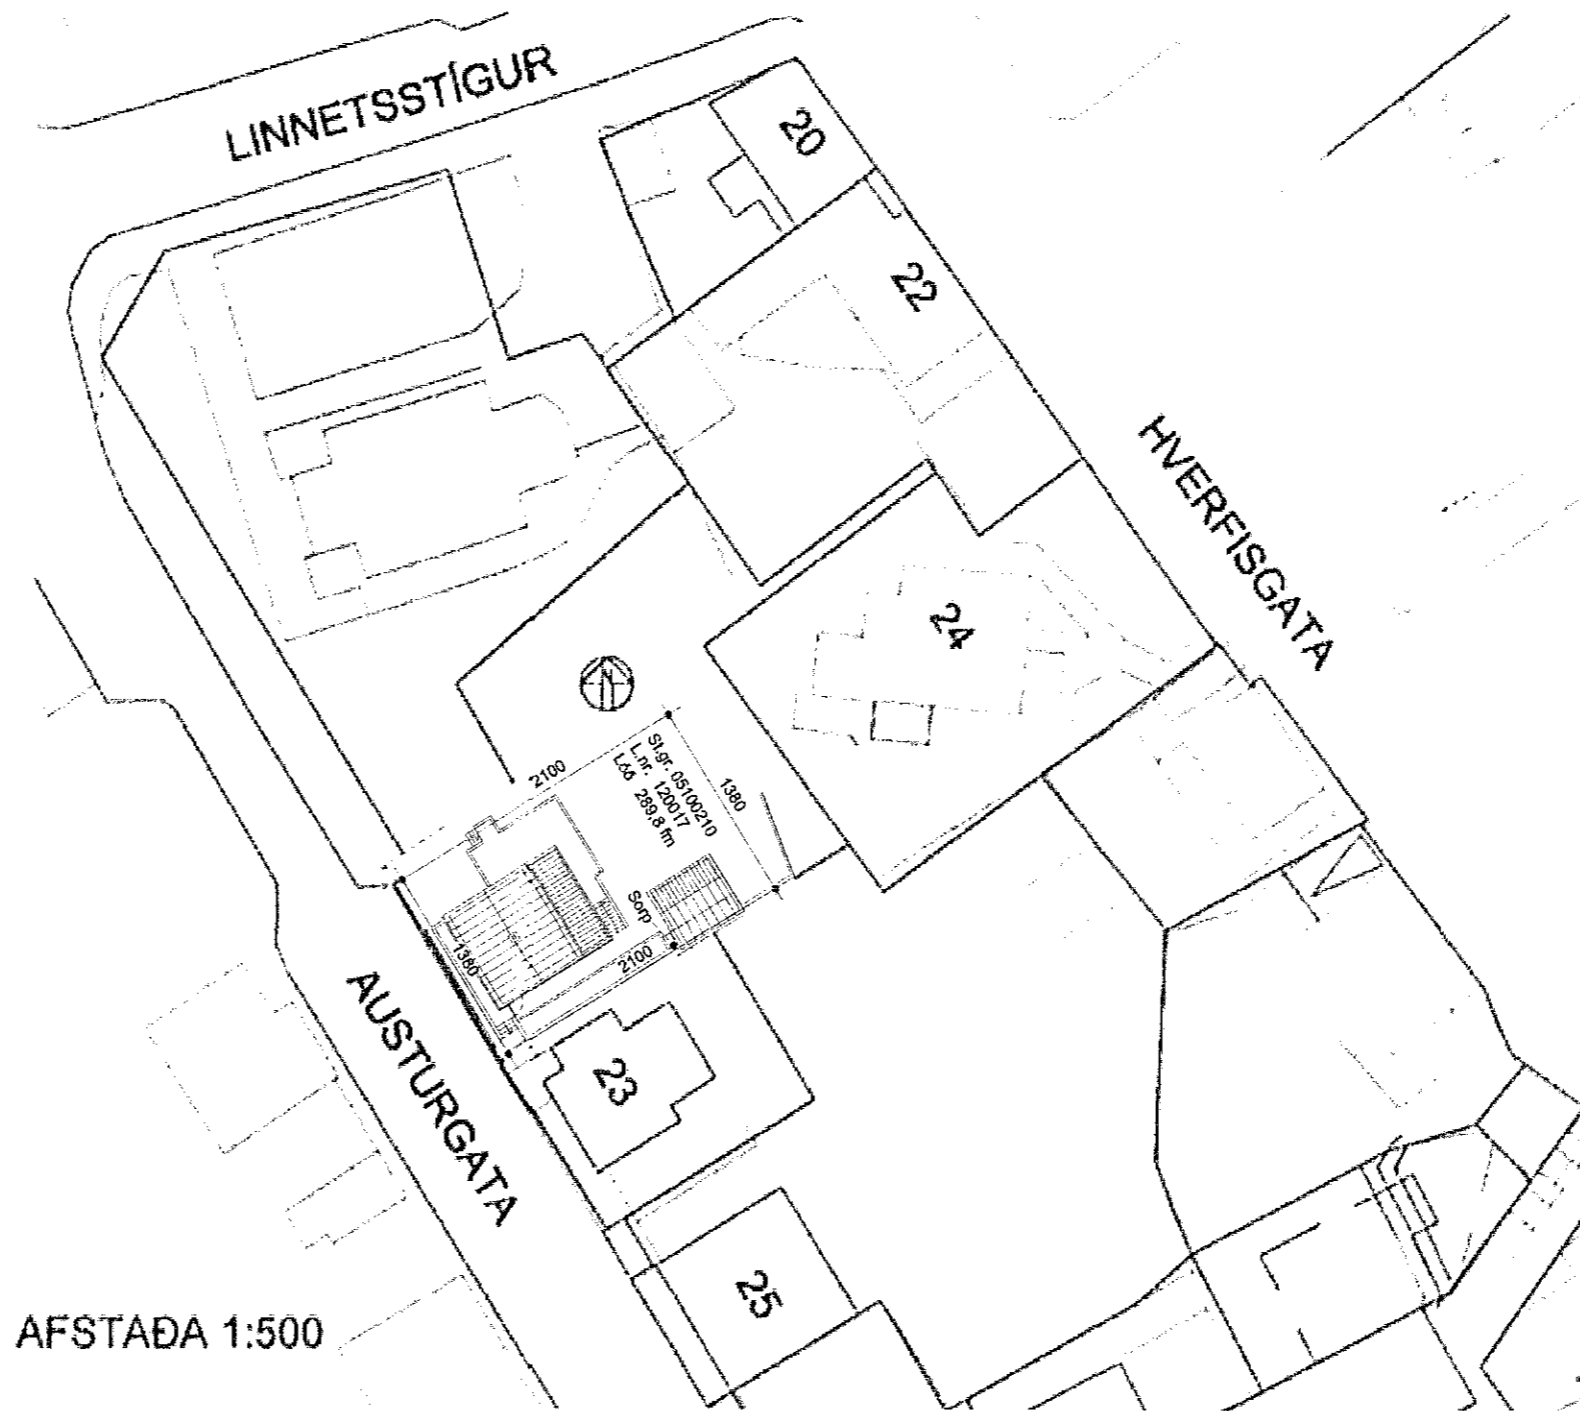 LINNETSSTÍGUR
20
22
HVERFISGATA
24
N
2100
St.gr. 05100210
L.nr. 120017
Lóð 289,8 fm
1380
Sorp
1380
2100
AUSTURGATA
23
25
AFSTAÐA 1:500